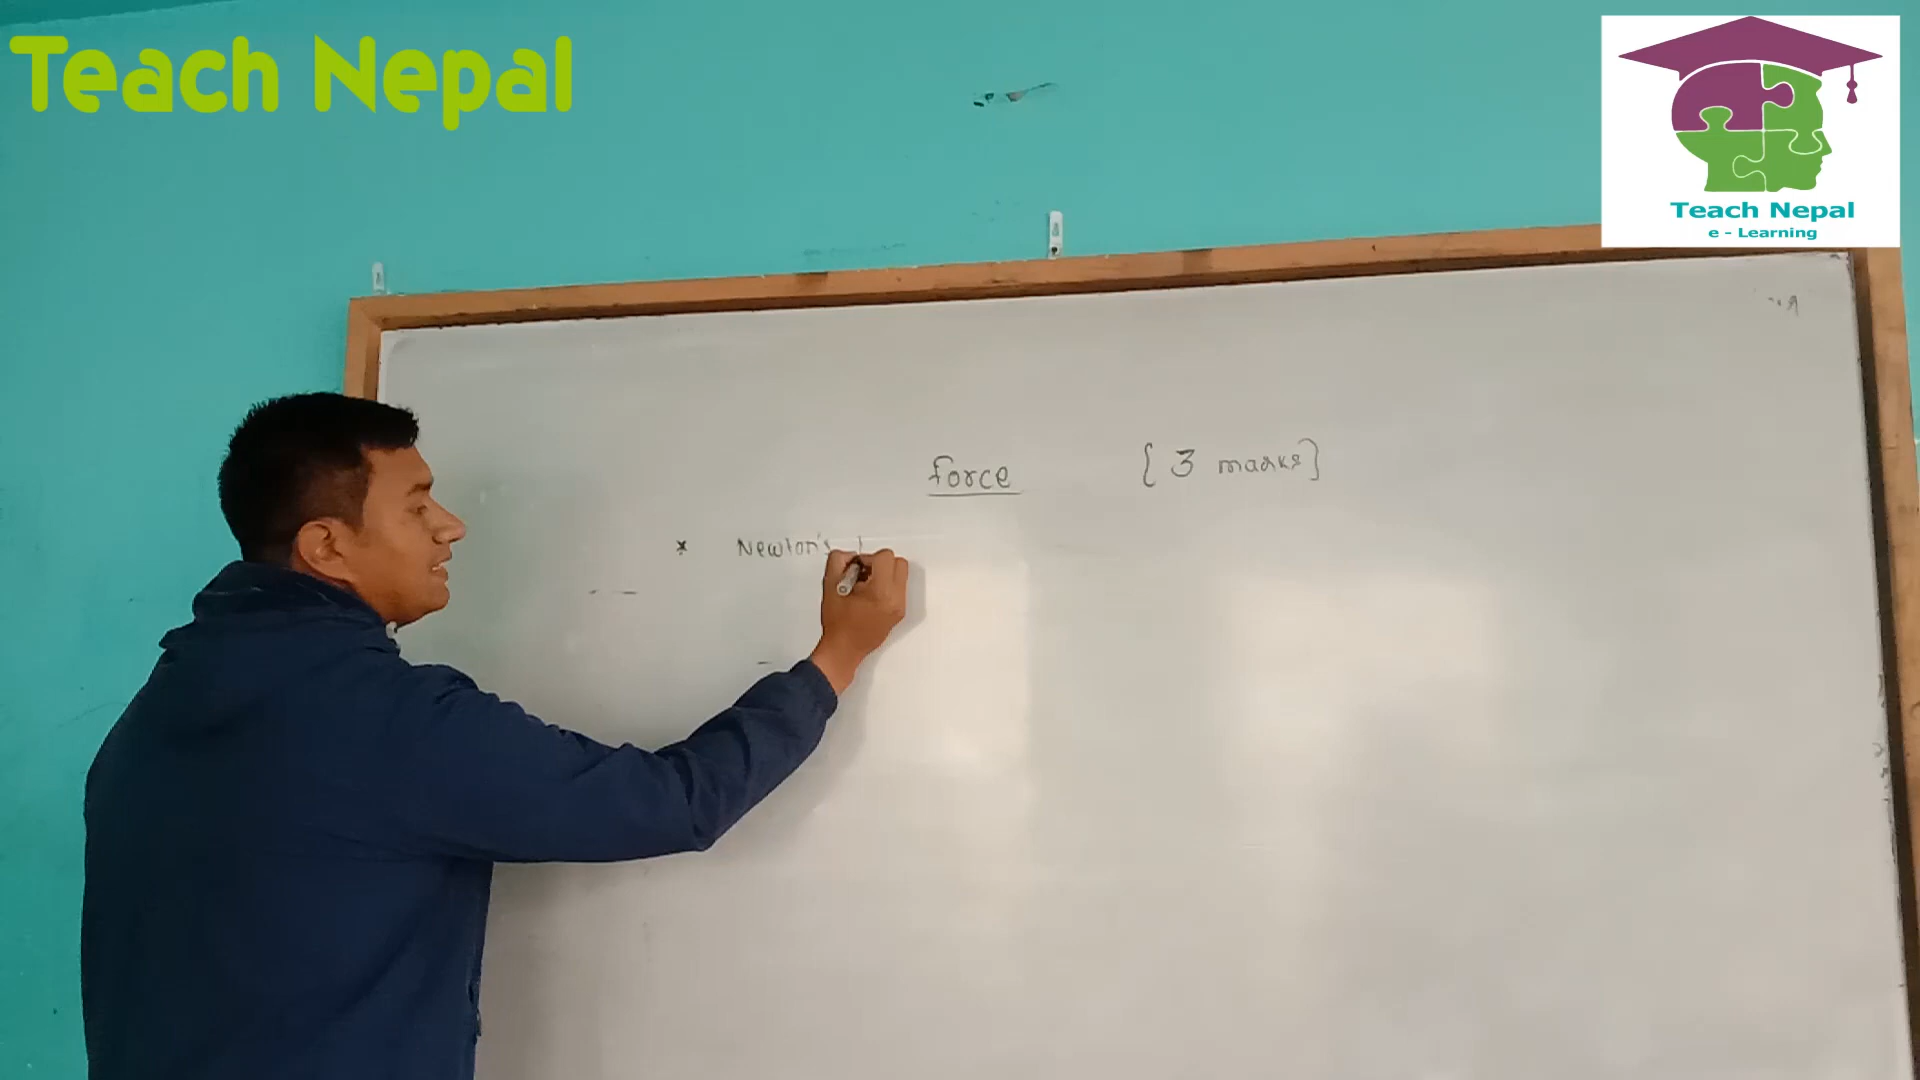 Teach Nepal
Teach Nepal
e - Learning
force { 3 marks}
* Newton's